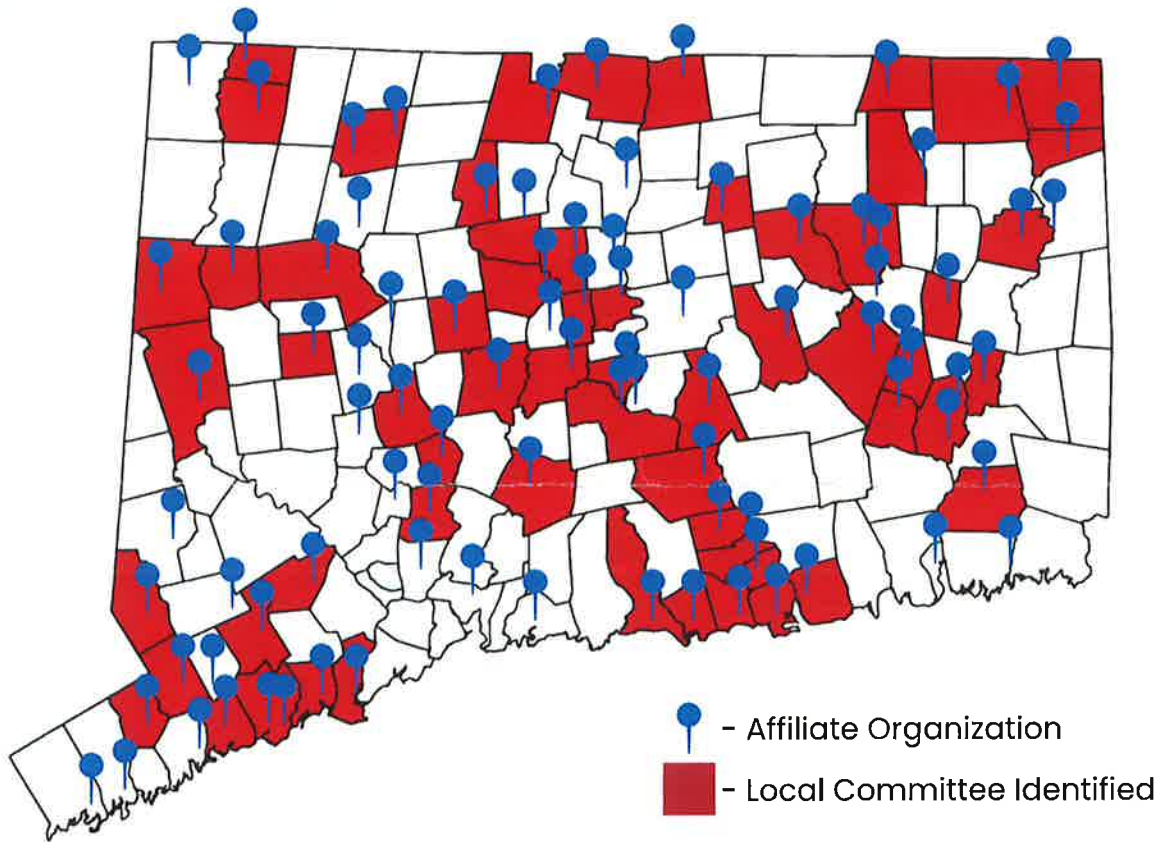 - Affiliate Organization
- Local Committee Identified